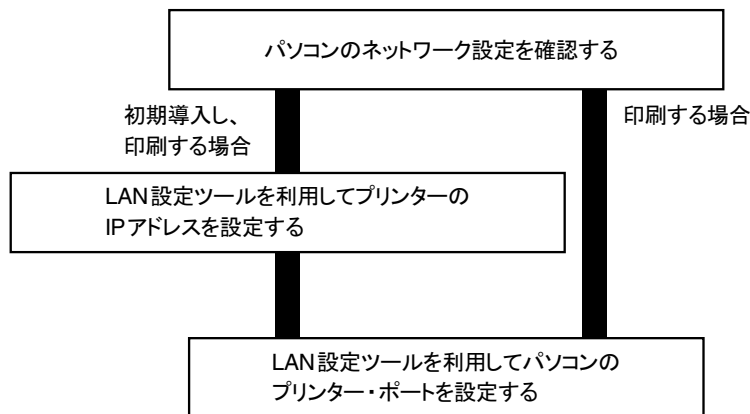 パソコンのネットワーク設定を確認する
初期導入し、
印刷する場合
印刷する場合
LAN設定ツールを利用してプリンターの
IPアドレスを設定する
LAN設定ツールを利用してパソコンの
プリンター・ポートを設定する